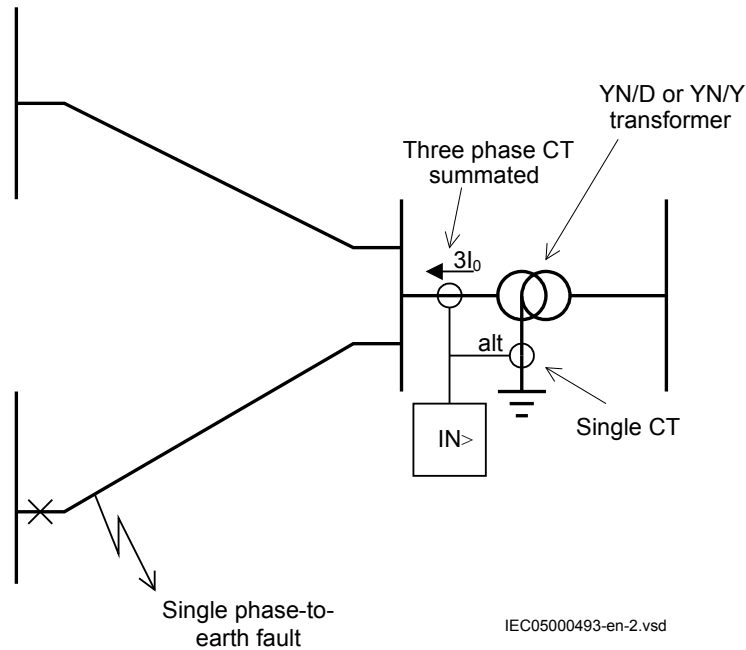 YN/D or YN/Y
transformer
Three phase CT
summated
3I₀
alt
IN>
Single CT
Single phase-to-
earth fault
IEC05000493-en-2.vsd